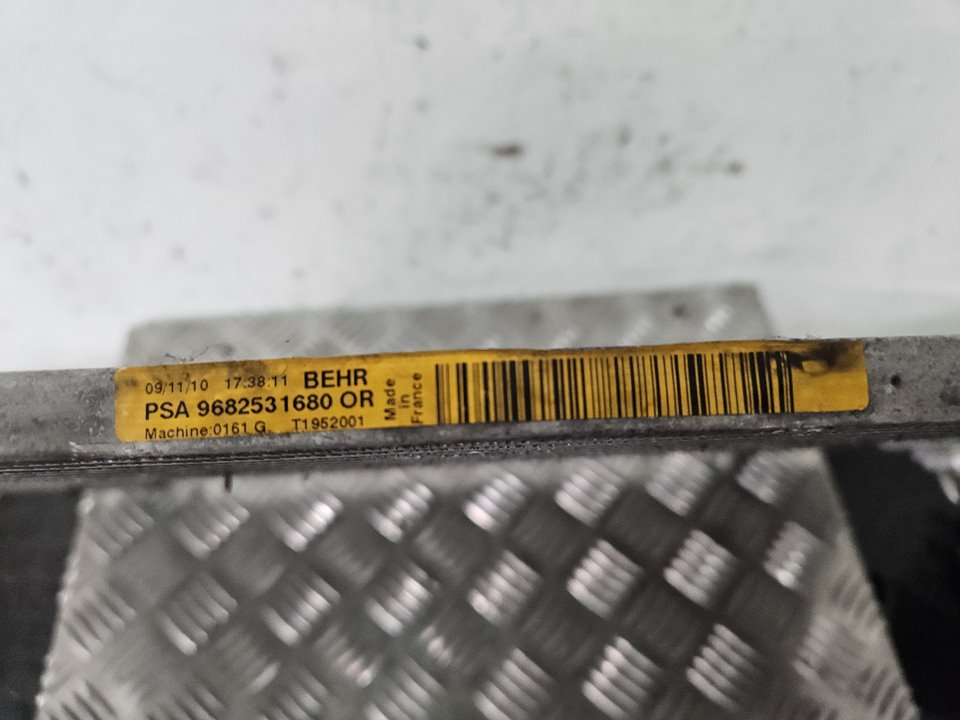 09/11/10 17:38:11 BEHR
PSA 9682531680 OR
Machine:0161 G T1952001
Made
in
France